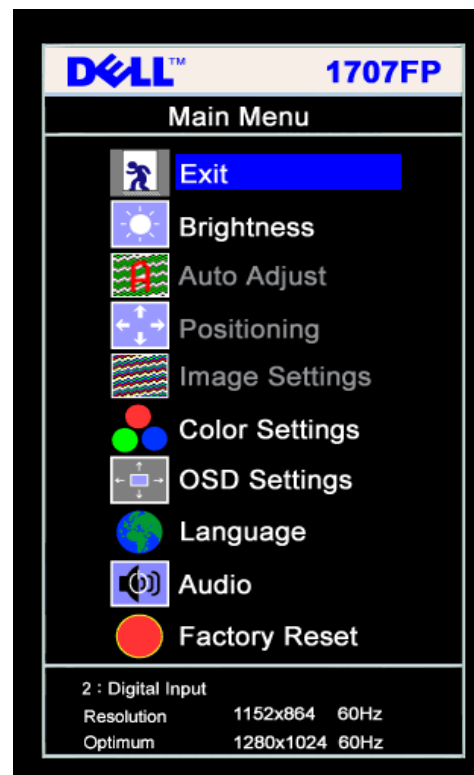 DELL™ 1707FP
Main Menu
Exit
Brightness
Auto Adjust
Positioning
Image Settings
Color Settings
OSD Settings
Language
Audio
Factory Reset
2 : Digital Input
Resolution 1152x864 60Hz
Optimum 1280x1024 60Hz